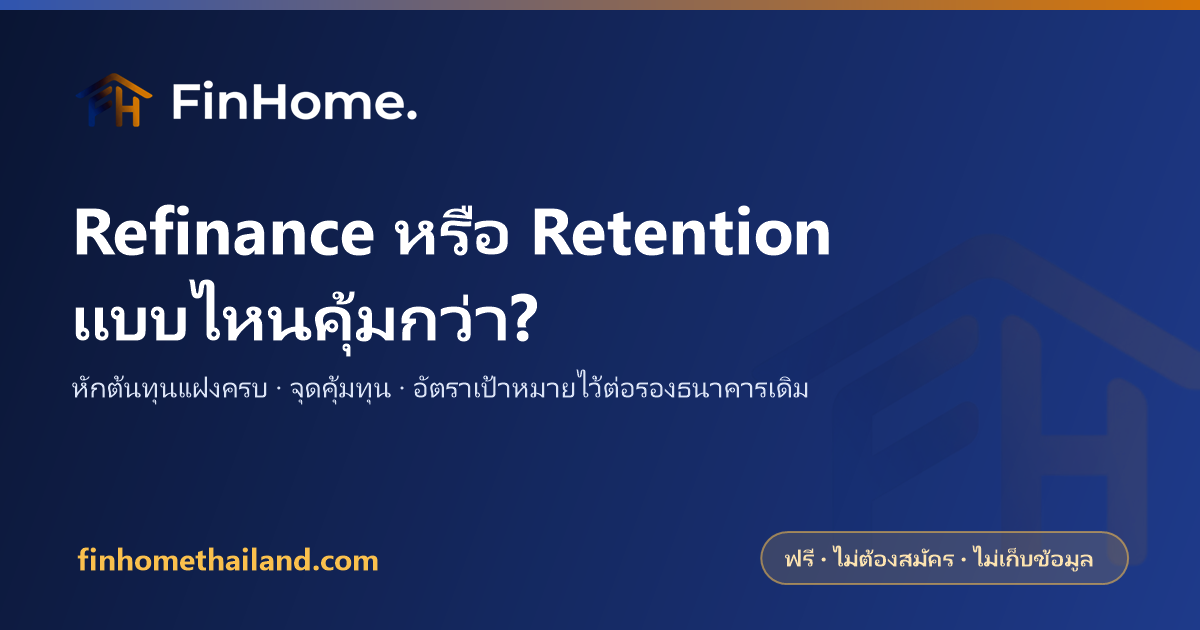 FinHome.
Refinance หรือ Retention
แบบไหนคุ้มกว่า?
หักต้นทุนแฝงครบ · จุดคุ้มทุน · อัตราเป้าหมายไว้ต่อรองธนาคารเดิม
finhomethailand.com
ฟรี · ไม่ต้องสมัคร · ไม่เก็บข้อมูล